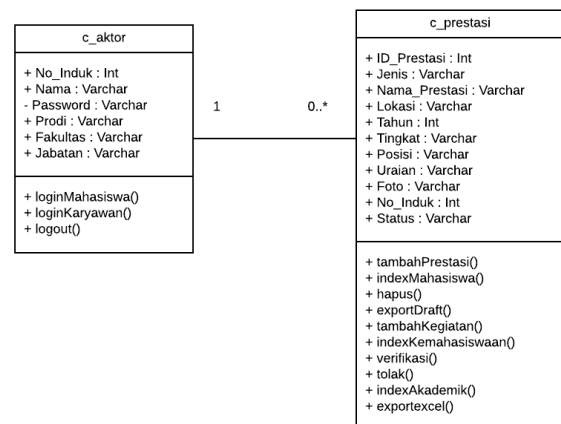 c_aktor
+ No_Induk : Int
+ Nama : Varchar
- Password : Varchar
+ Prodi : Varchar
+ Fakultas : Varchar
+ Jabatan : Varchar
+ loginMahasiswa()
+ loginKaryawan()
+ logout()
1
0..*
c_prestasi
+ ID_Prestasi : Int
+ Jenis : Varchar
+ Nama_Prestasi : Varchar
+ Lokasi : Varchar
+ Tahun : Int
+ Tingkat : Varchar
+ Posisi : Varchar
+ Uraian : Varchar
+ Foto : Varchar
+ No_Induk : Int
+ Status : Varchar
+ tambahPrestasi()
+ indexMahasiswa()
+ hapus()
+ exportDraft()
+ tambahKegiatan()
+ indexKemahasiswaan()
+ verifikasi()
+ tolak()
+ indexAkademik()
+ exportexcel()